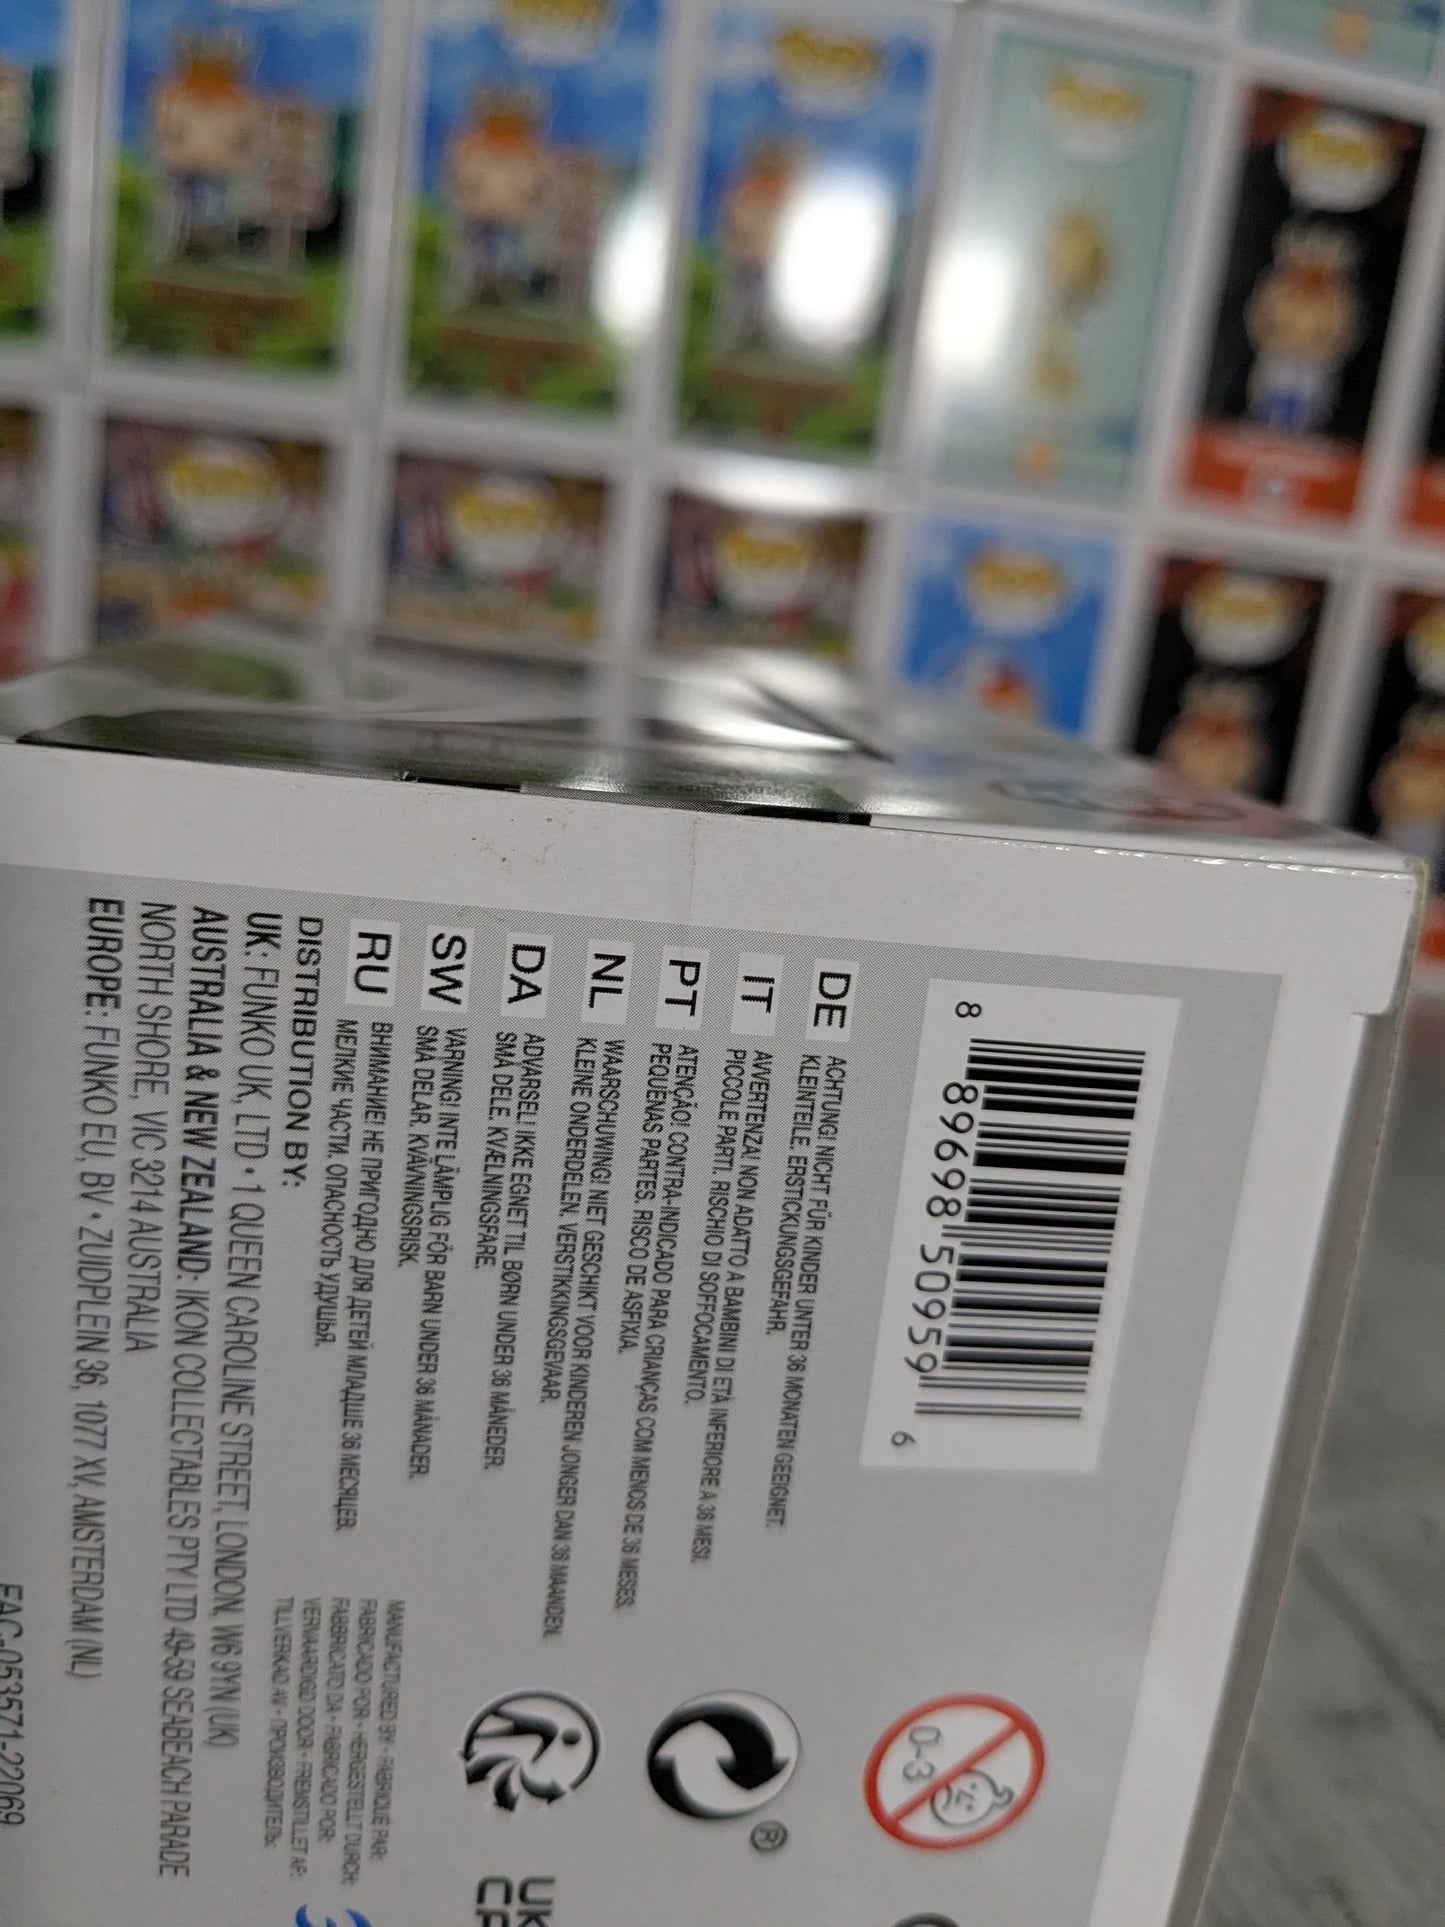 8 89698 50959 6
DE ACHTUNG! NICHT FÜR KINDER UNTER 36 MONATEN GEEIGNET.
KLEINTEILE. ERSTICKUNGSGEFAHR.
IT AVVERTENZA! NON ADATTO A BAMBINI DI ETÀ INFERIORE A 36 MESI.
PICCOLE PARTI. RISCHIO DI SOFFOCAMENTO.
PT ATENÇÃO! CONTRA-INDICADO PARA CRIANÇAS COM MENOS DE 36 MESES.
PEQUENAS PARTES. RISCO DE ASFIXIA.
NL WAARSCHUWING! NIET GESCHIKT VOOR KINDEREN JONGER DAN 36 MAANDEN.
KLEINE ONDERDELEN. VERSTIKKINGSGEVAAR.
DA ADVARSEL! IKKE EGNET TIL BØRN UNDER 36 MÅNEDER.
SMÅ DELE. KVÆLNINGSFARE.
SW VARNING! INTE LÄMPLIG FÖR BARN UNDER 36 MÅNADER.
SMÅ DELAR. KVÄVNINGSRISK.
RU ВНИМАНИЕ! НЕ ПРИГОДНО ДЛЯ ДЕТЕЙ МЛАДШЕ 36 МЕСЯЦЕВ.
МЕЛКИЕ ЧАСТИ. ОПАСНОСТЬ УДУШЬЯ.
DISTRIBUTION BY:
UK: FUNKO UK, LTD • 1 QUEEN CAROLINE STREET, LONDON, W6 9YN (UK)
AUSTRALIA & NEW ZEALAND: IKON COLLECTABLES PTY LTD 49-59 SEABEACH PARADE
NORTH SHORE, VIC 3214 AUSTRALIA
EUROPE: FUNKO EU, BV • ZUIDPLEIN 36, 1077 XV, AMSTERDAM (NL)
0-3
®
UK
CA
MANUFACTURED BY: • FABRIQUÉ PAR:
FABRICADO POR: • HERGESTELLT DURCH:
FABBRICATO DA: • FABRICADO POR:
VERVAARDIGD DOOR: • FREMSTILLET AF:
TILLVERKAD AV • ПРОИЗВОДИТЕЛЬ:
EAC-053571-22069